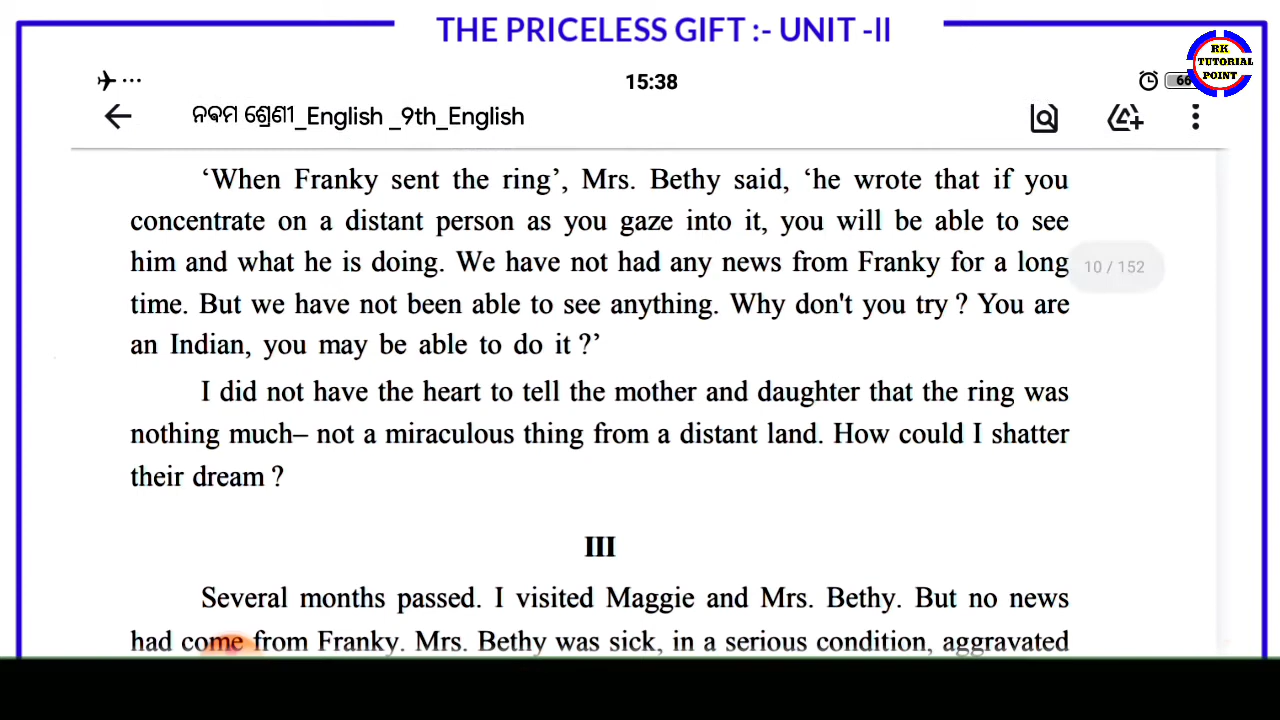 THE PRICELESS GIFT :- UNIT -II
RK
TUTORIAL
POINT
15:38
66
ନବମ ଶ୍ରେଣୀ_English _9th_English
‘When Franky sent the ring’, Mrs. Bethy said, ‘he wrote that if you
concentrate on a distant person as you gaze into it, you will be able to see
him and what he is doing. We have not had any news from Franky for a long
10 / 152
time. But we have not been able to see anything. Why don't you try ? You are
an Indian, you may be able to do it ?’
I did not have the heart to tell the mother and daughter that the ring was
nothing much– not a miraculous thing from a distant land. How could I shatter
their dream ?
III
Several months passed. I visited Maggie and Mrs. Bethy. But no news
had come from Franky. Mrs. Bethy was sick, in a serious condition, aggravated